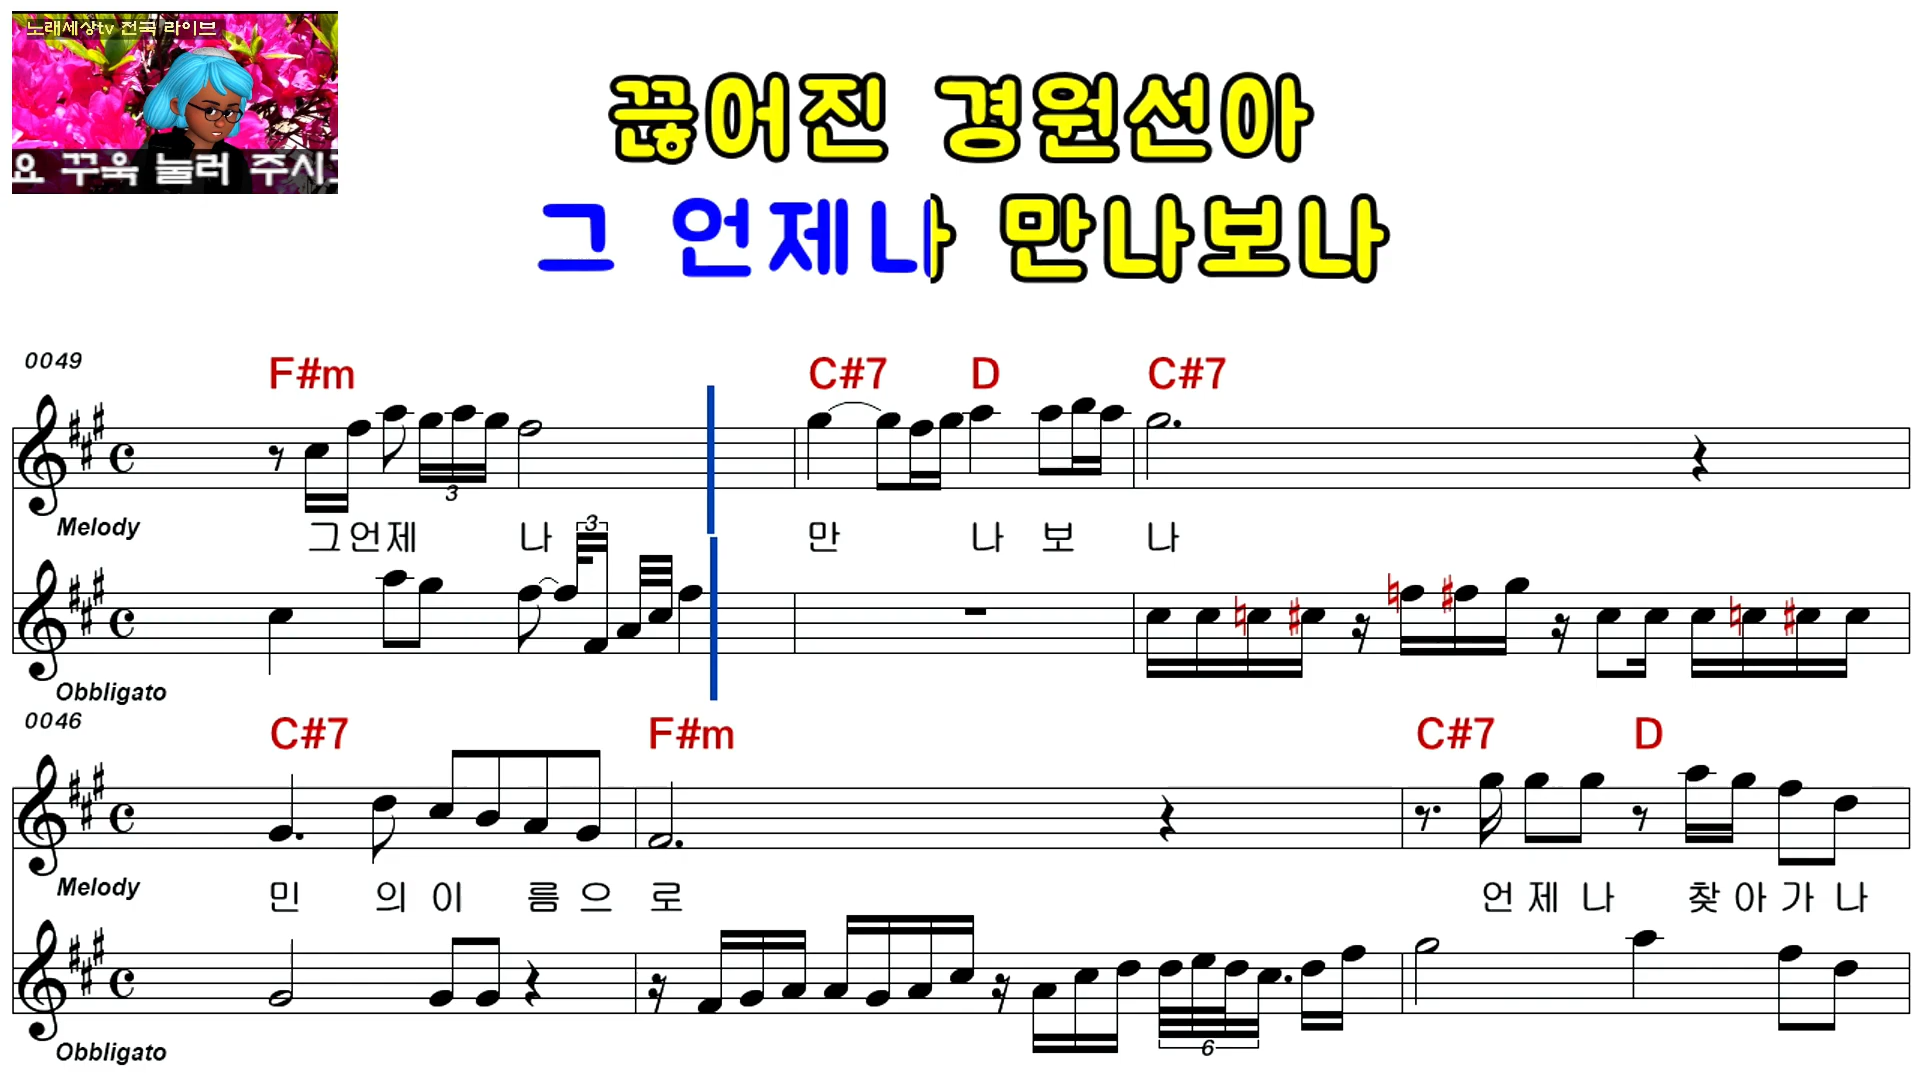 노래세상tv 전국 라이브
요 꾸욱 눌러 주시고
끊어진 경원선아
그 언제나 만나보나
0049
F#m C#7 D C#7
3
Melody
그언제 나 만 나 보 나
3
Obbligato
0046
C#7 F#m C#7 D
Melody
민 의이 름으 로 언제나 찾아가나
Obbligato
6